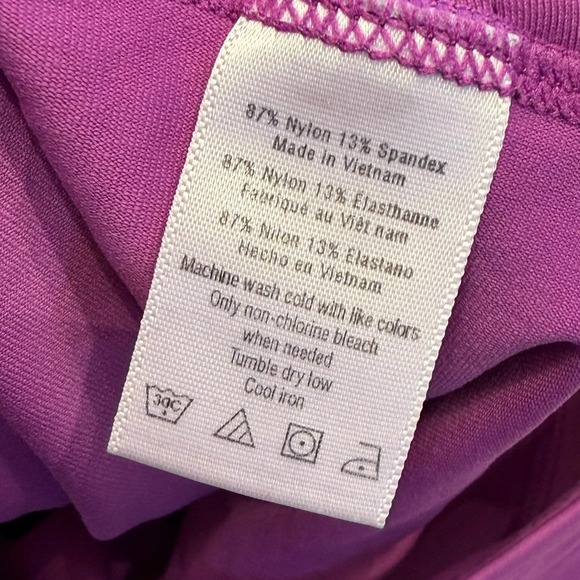 87% Nylon 13% Spandex
Made in Vietnam
87% Nylon 13% Élasthanne
Fabriqué au Viêt nam
87% Nilon 13% Elastano
Hecho en Vietnam
Machine wash cold with like colors
Only non-chlorine bleach
when needed
Tumble dry low
Cool iron
30C